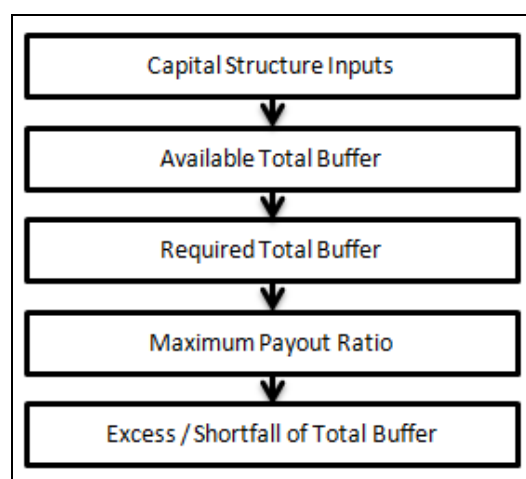 Capital Structure Inputs
Available Total Buffer
Required Total Buffer
Maximum Payout Ratio
Excess / Shortfall of Total Buffer